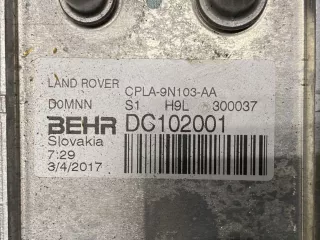 LAND ROVER CPLA-9N103-AA
D0MNN S1 H9L 300037
BEHR DC102001
Slovakia
7:29
3/4/2017